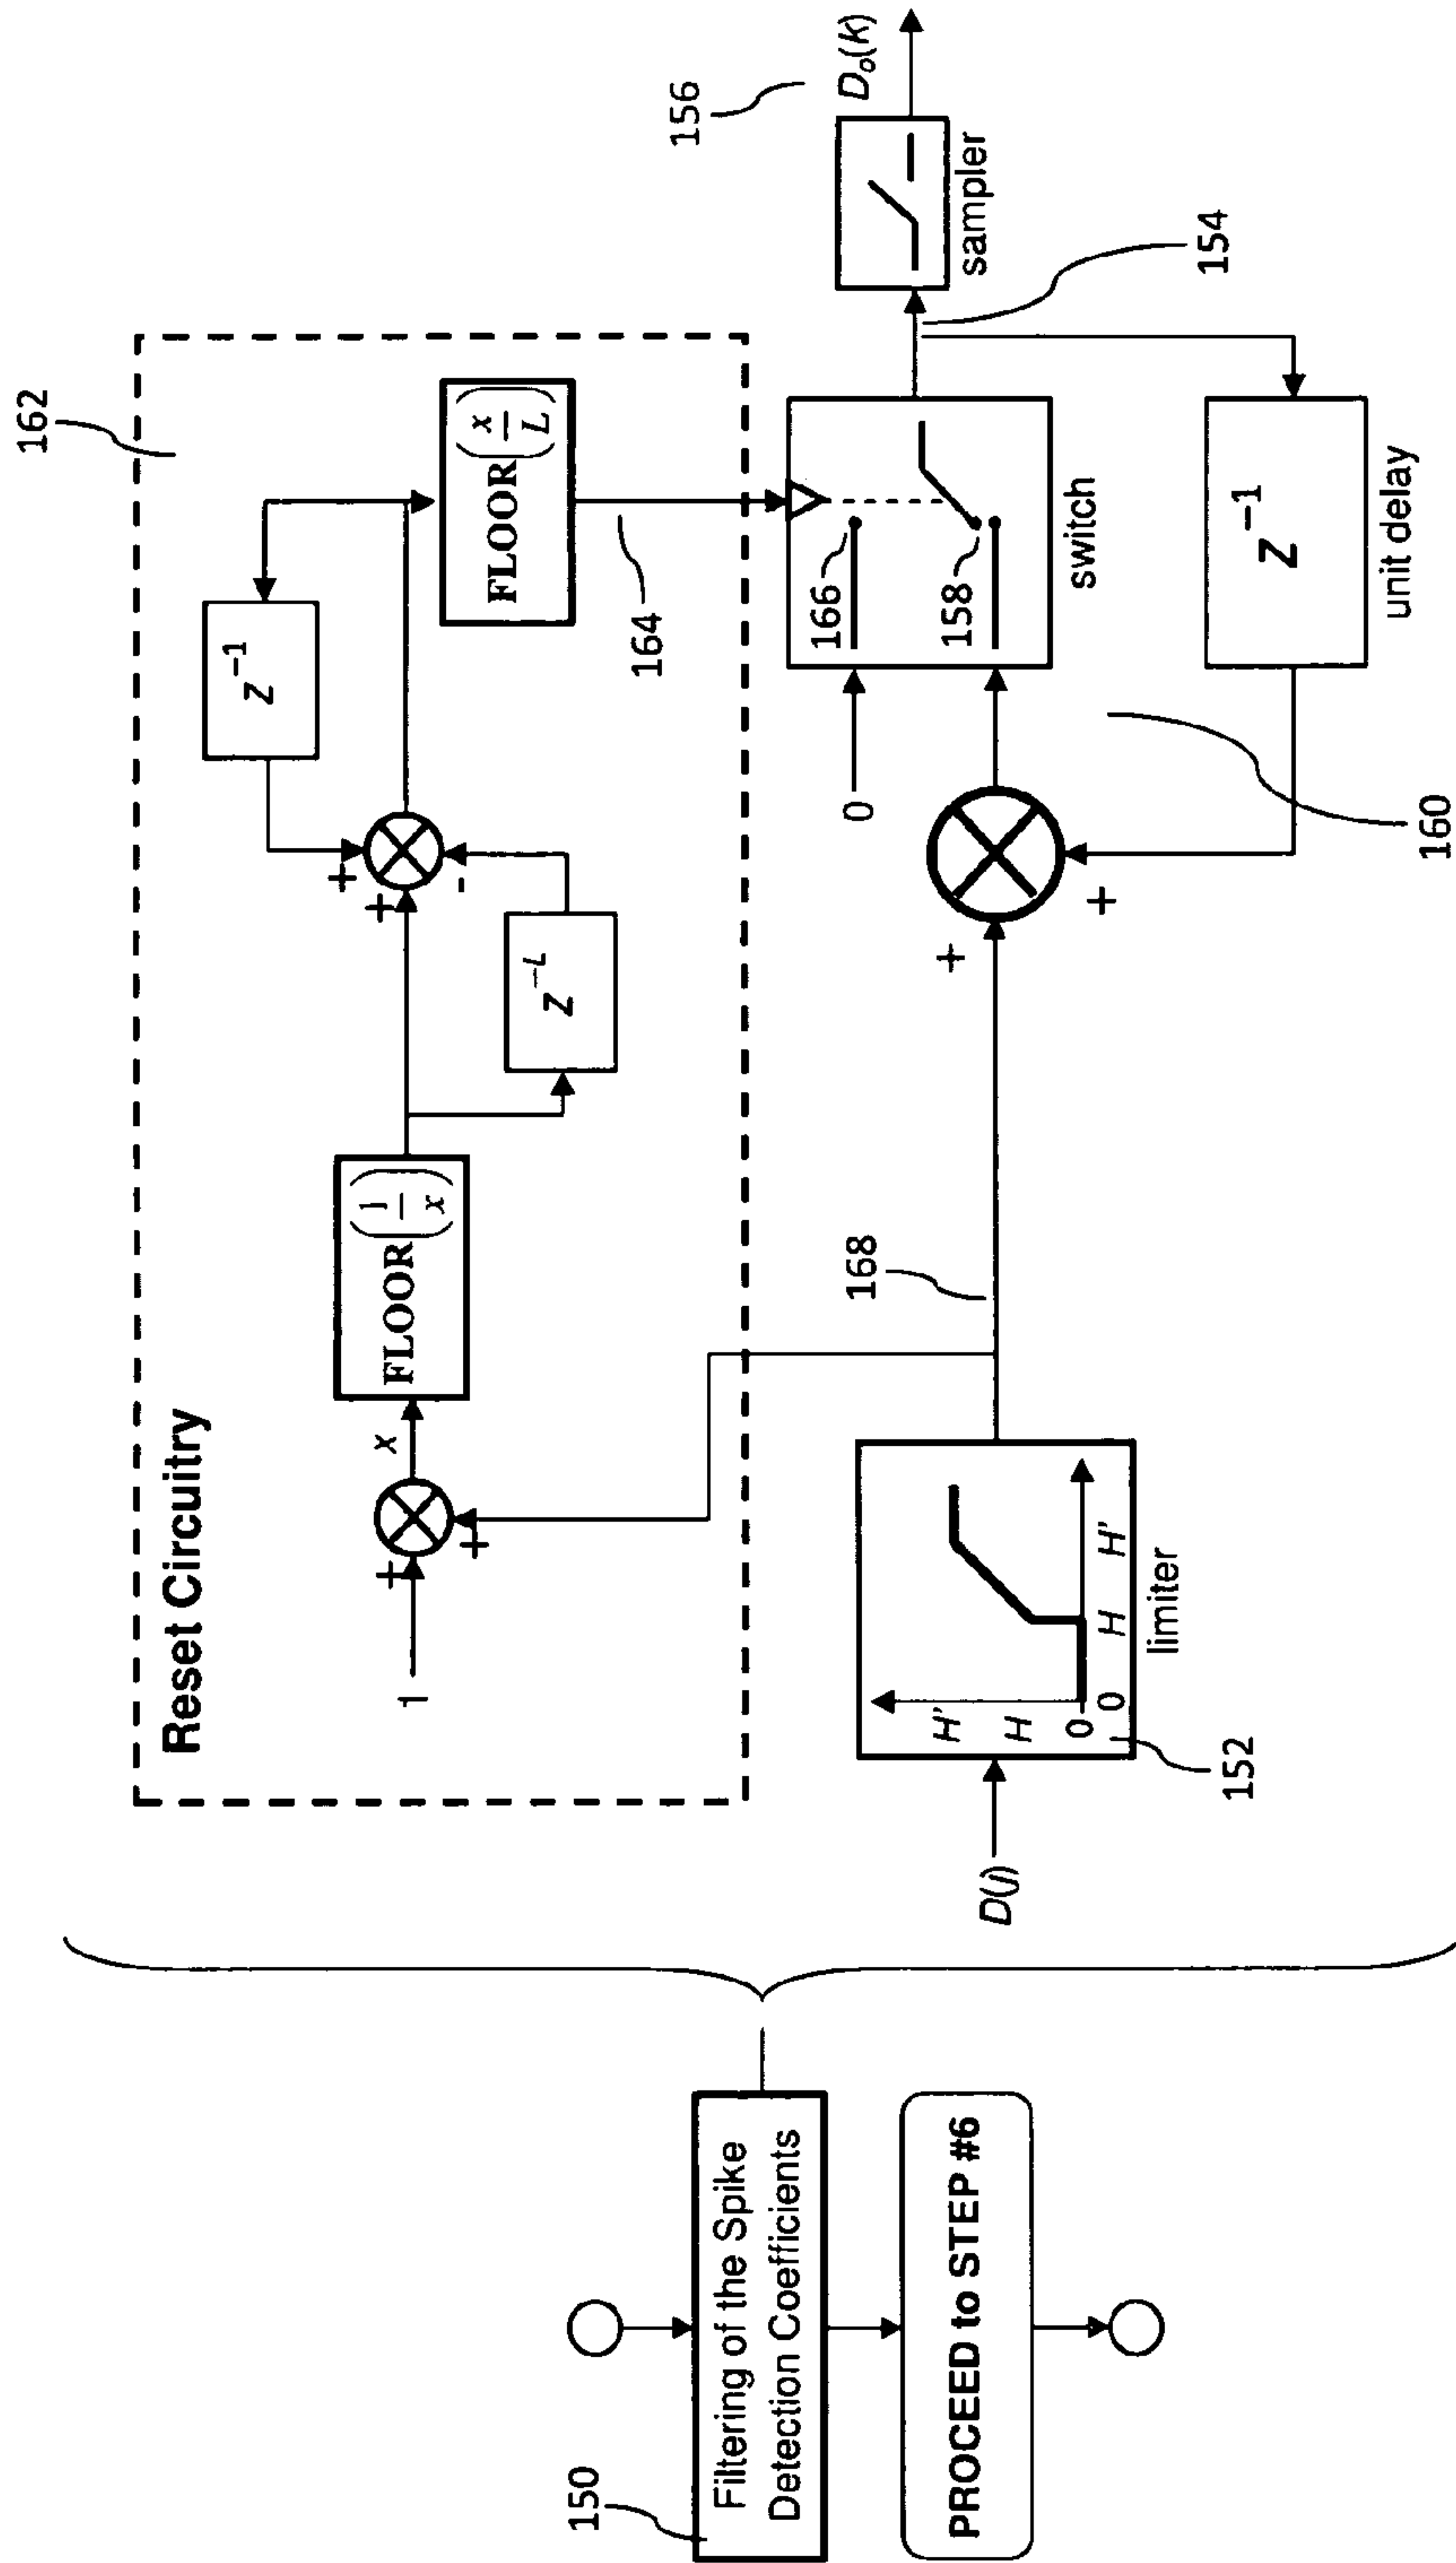 150
Filtering of the Spike
Detection Coefficients
PROCEED to STEP #6
Reset Circuitry
162
1
+
+
x
FLOOR(1/x)
z⁻ᴸ
+
+
-
z⁻¹
FLOOR(x/L)
164
D(j)
H'
H
0
0
H
H'
limiter
152
168
+
+
0
166
158
switch
160
z⁻¹
unit delay
154
sampler
156
Dₒ(k)